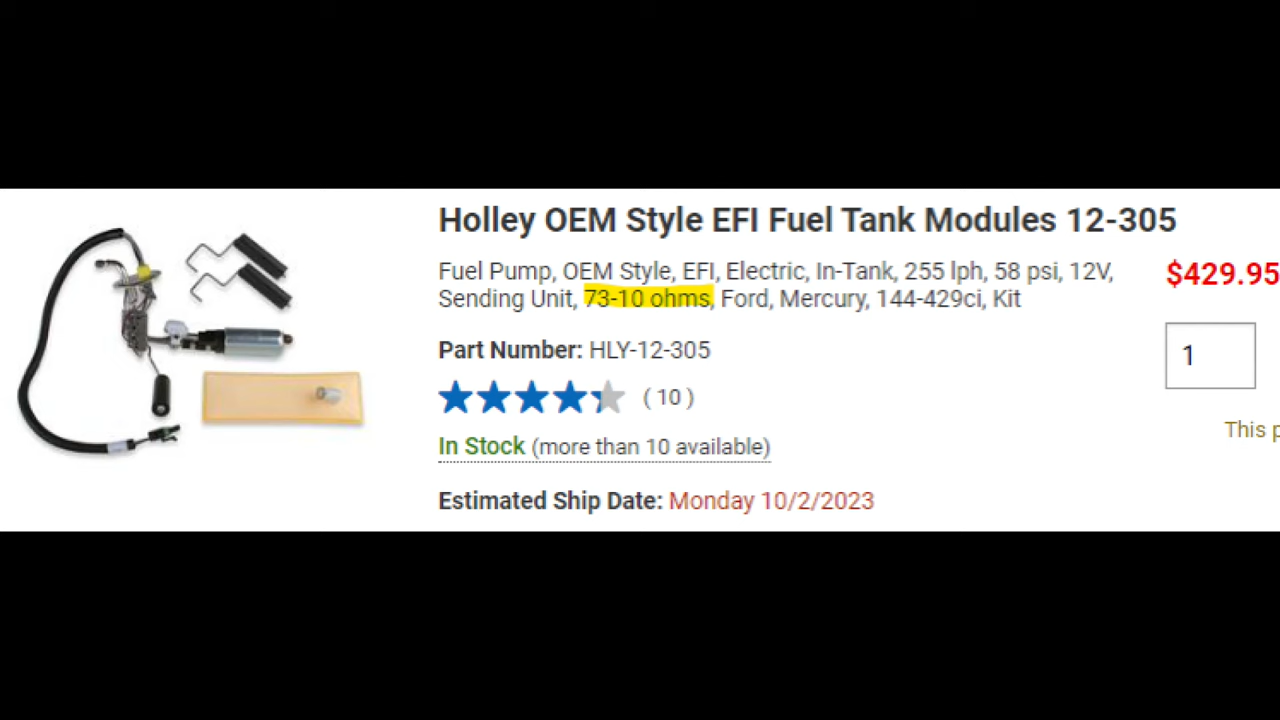 Holley OEM Style EFI Fuel Tank Modules 12-305
Fuel Pump, OEM Style, EFI, Electric, In-Tank, 255 lph, 58 psi, 12V,
Sending Unit, 73-10 ohms, Ford, Mercury, 144-429ci, Kit
$429.95
Part Number: HLY-12-305
1
( 10 )
This p
In Stock (more than 10 available)
Estimated Ship Date: Monday 10/2/2023